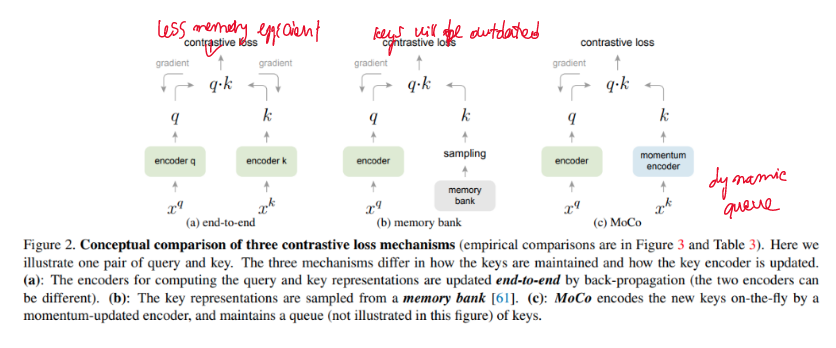 less memory efficient
keys will be outdated
contrastive loss
contrastive loss
contrastive loss
gradient
gradient
gradient
gradient
q·k
q·k
q·k
q
k
q
k
q
k
encoder q
encoder k
encoder
sampling
encoder
momentum encoder
memory bank
dynamic
queue
x^q
x^k
x^q
x^q
x^k
(a) end-to-end
(b) memory bank
(c) MoCo
Figure 2. Conceptual comparison of three contrastive loss mechanisms (empirical comparisons are in Figure 3 and Table 3). Here we
illustrate one pair of query and key. The three mechanisms differ in how the keys are maintained and how the key encoder is updated.
(a): The encoders for computing the query and key representations are updated end-to-end by back-propagation (the two encoders can
be different). (b): The key representations are sampled from a memory bank [61]. (c): MoCo encodes the new keys on-the-fly by a
momentum-updated encoder, and maintains a queue (not illustrated in this figure) of keys.